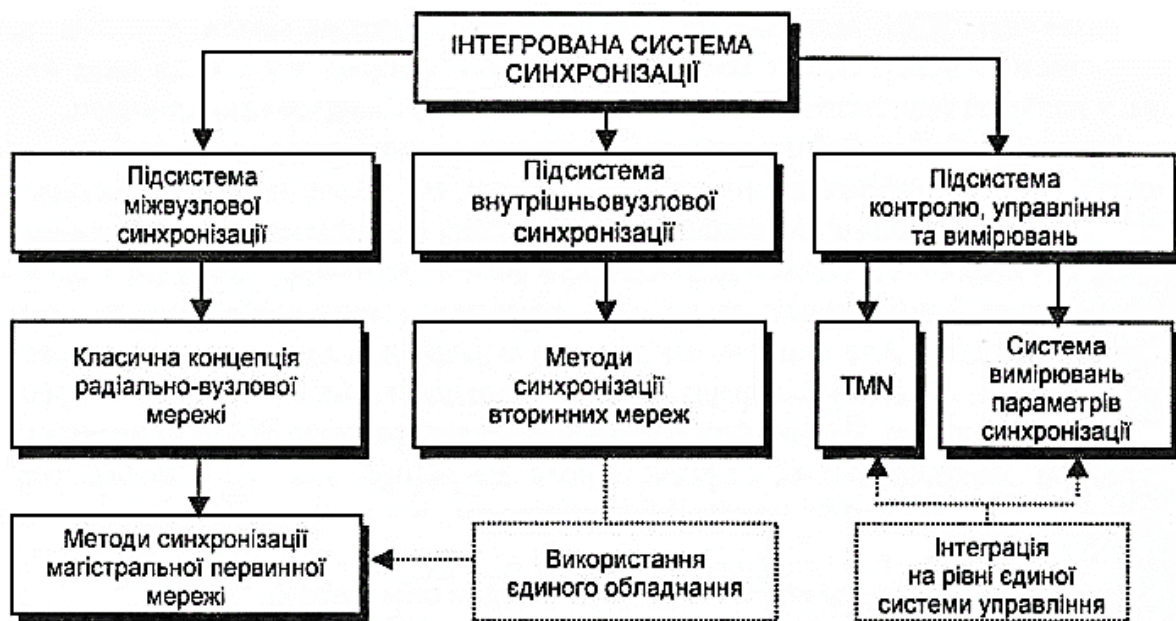 ІНТЕГРОВАНА СИСТЕМА
СИНХРОНІЗАЦІЇ
Підсистема
міжвузлової
синхронізації
Підсистема
внутрішньовузлової
синхронізації
Підсистема
контролю, управління
та вимірювань
Класична концепція
радіально-вузлової
мережі
Методи
синхронізації
вторинних мереж
TMN
Система
вимірювань
параметрів
синхронізації
Методи синхронізації
магістральної первинної
мережі
Використання
єдиного обладнання
Інтеграція
на рівні єдиної
системи управління